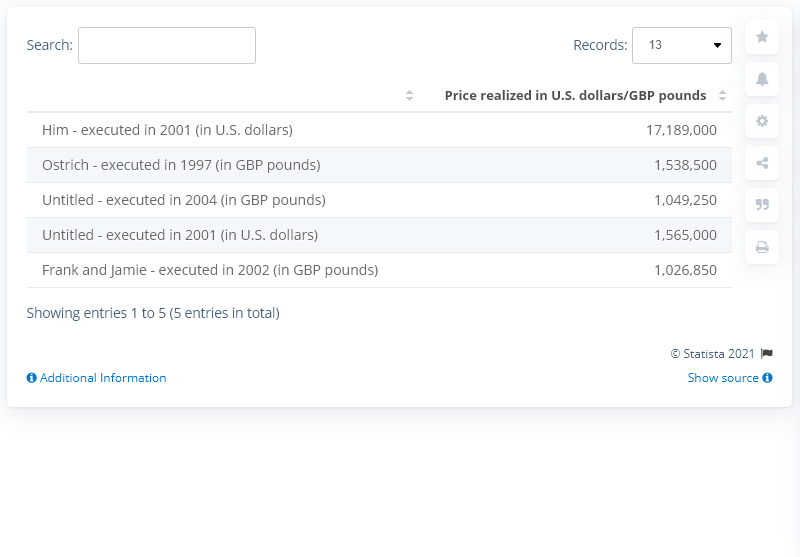 Search:
Records: 13
Price realized in U.S. dollars/GBP pounds
Him - executed in 2001 (in U.S. dollars) 17,189,000
Ostrich - executed in 1997 (in GBP pounds) 1,538,500
Untitled - executed in 2004 (in GBP pounds) 1,049,250
Untitled - executed in 2001 (in U.S. dollars) 1,565,000
Frank and Jamie - executed in 2002 (in GBP pounds) 1,026,850
Showing entries 1 to 5 (5 entries in total)
© Statista 2021
Additional Information
Show source